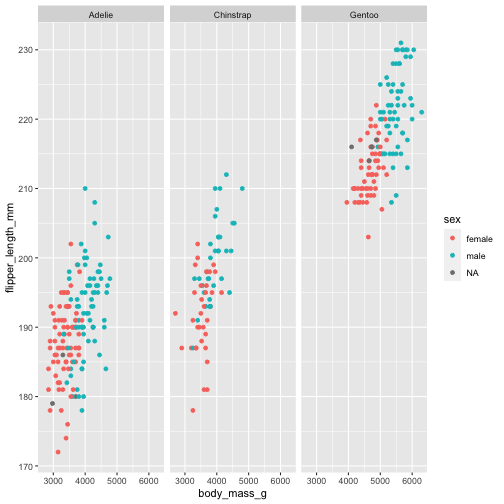 Adelie Chinstrap Gentoo
230
220
210
200
190
180
170
flipper_length_mm
3000 4000 5000 6000 3000 4000 5000 6000 3000 4000 5000 6000
body_mass_g
sex
female
male
NA